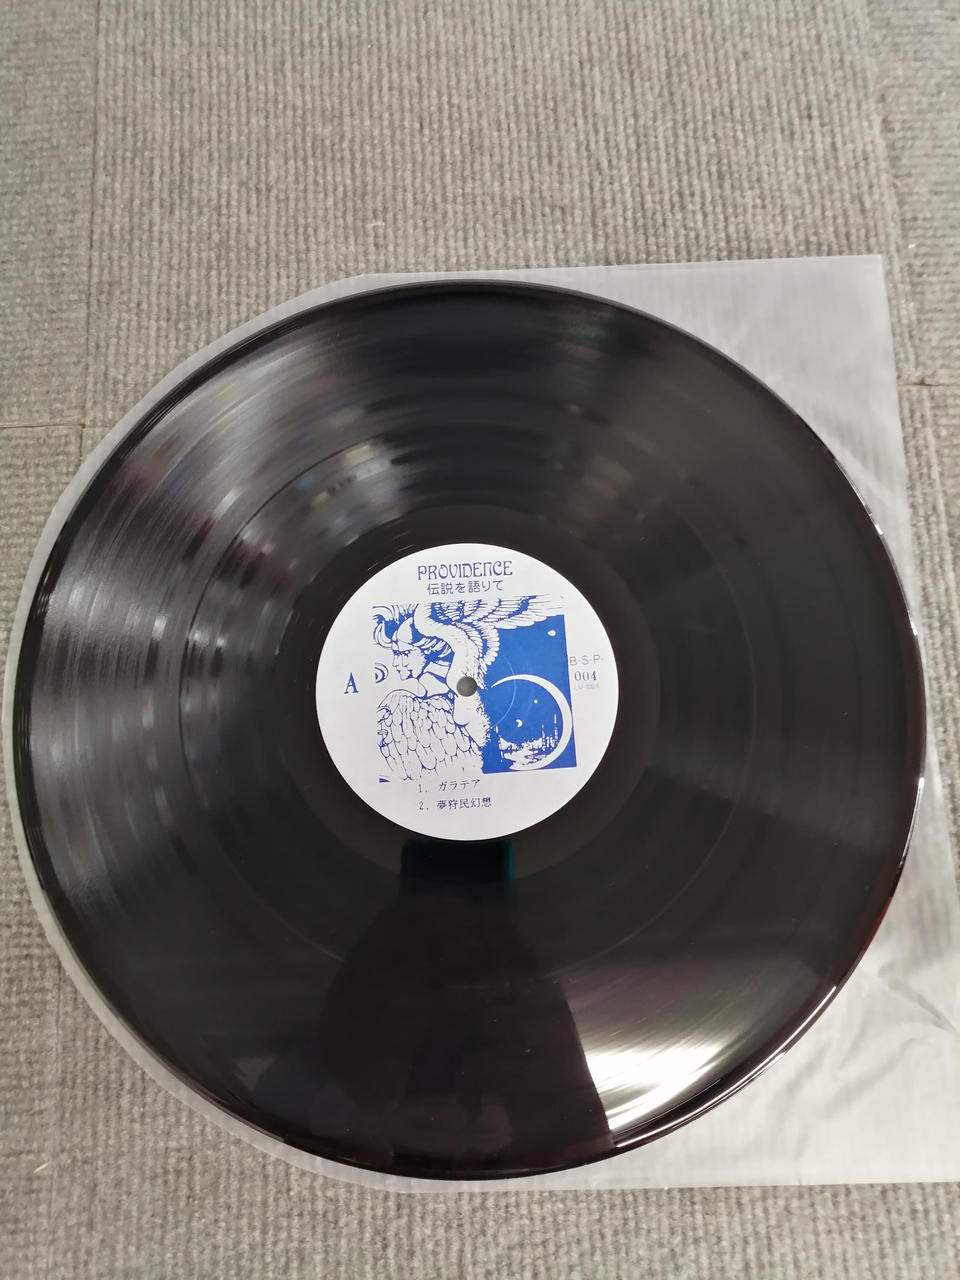 PROVIDENCE
伝説を語りて
A
B·S·P·
004
1. ガラテア
2. 夢狩民幻想